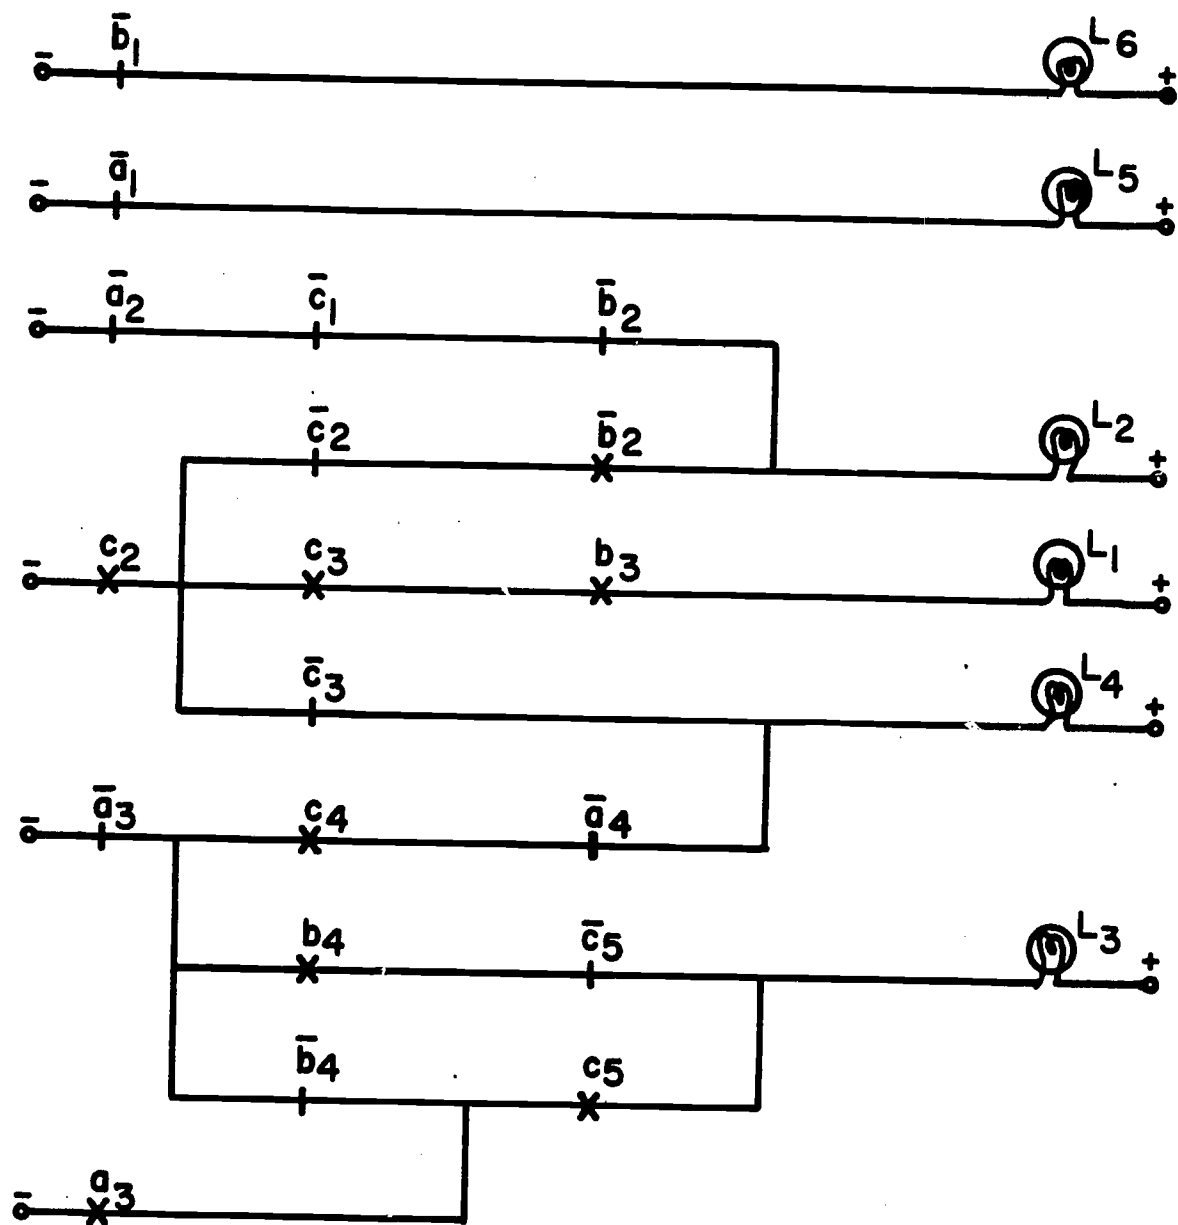 b̄1 L6
− +
ā1 L5
− +
ā2 c̄1 b̄2
−
c̄2 b̄2 L2
+
c2 c3 b3 L1
− +
c̄3 L4
+
ā3 c4 ā4
−
b4 c̄5 L3
+
b̄4 c5
a3
−